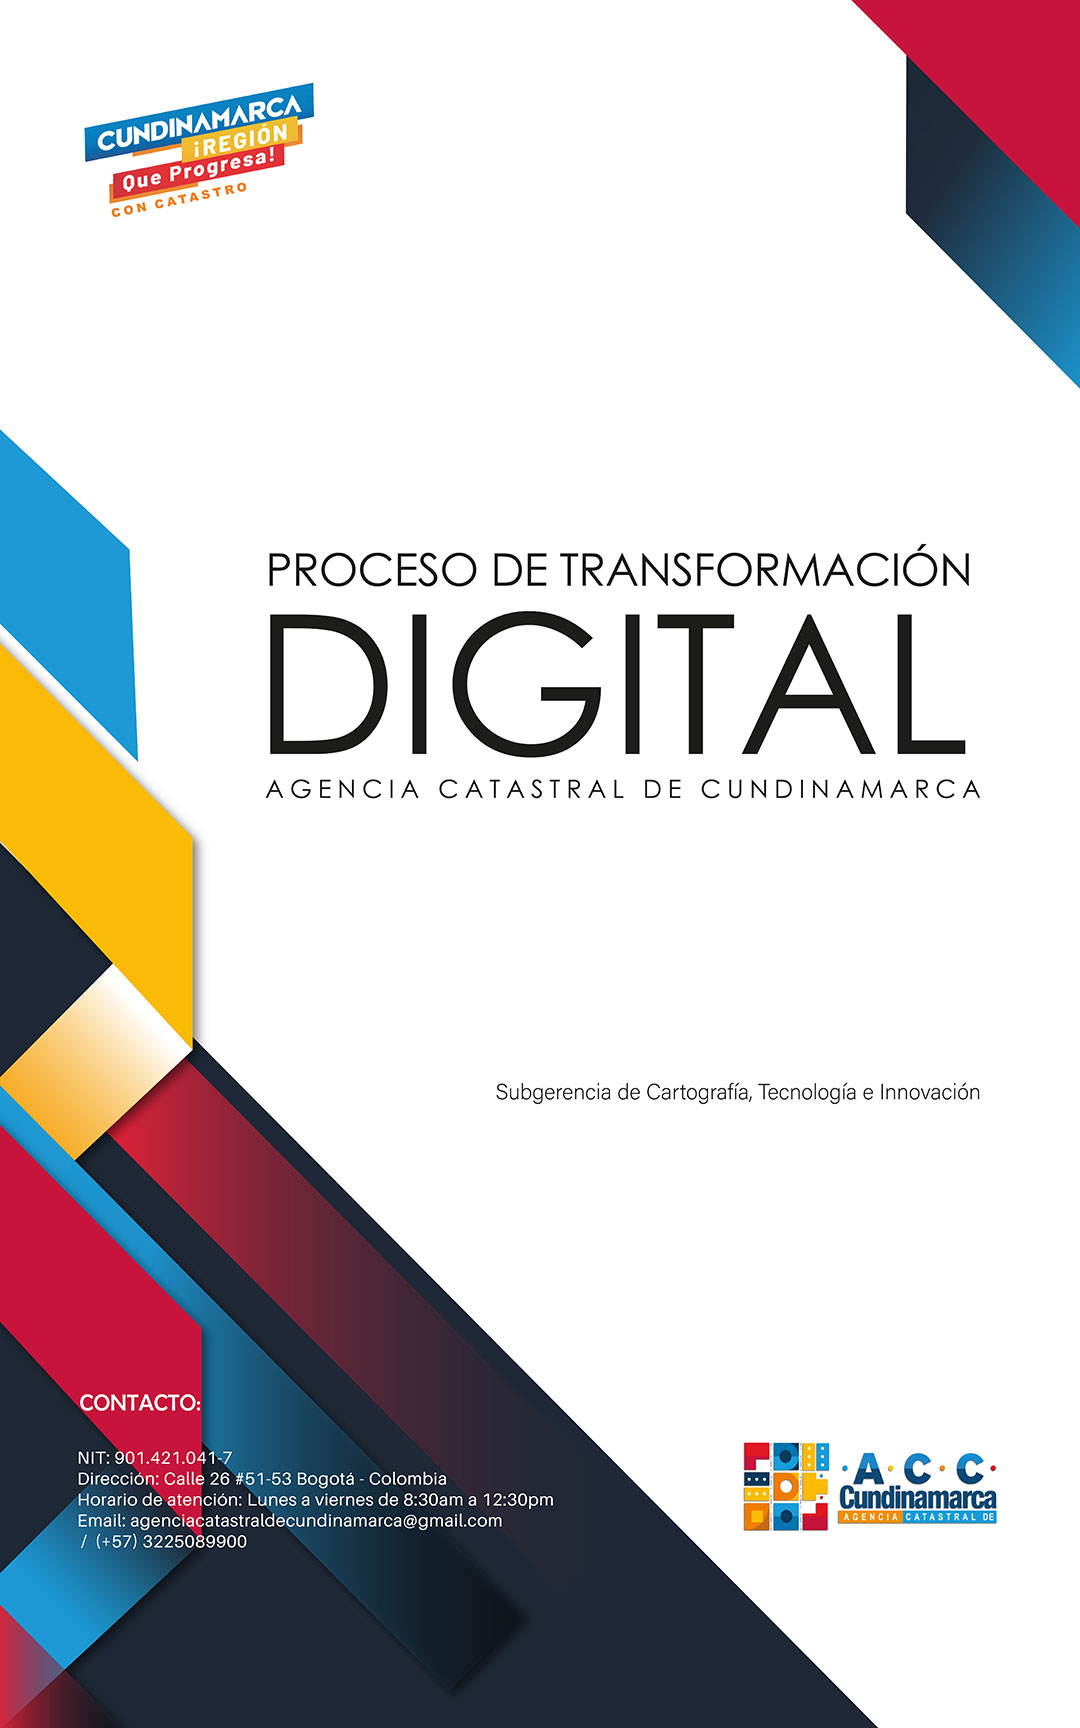 CUNDINAMARCA
¡REGIÓN
Que Progresa!
CON CATASTRO
PROCESO DE TRANSFORMACIÓN
DIGITAL
AGENCIA CATASTRAL DE CUNDINAMARCA
Subgerencia de Cartografía, Tecnología e Innovación
CONTACTO:
NIT: 901.421.041-7
Dirección: Calle 26 #51-53 Bogotá - Colombia
Horario de atención: Lunes a viernes de 8:30am a 12:30pm
Email: agenciacatastraldecundinamarca@gmail.com
/ (+57) 3225089900
·A·C·C·
Cundinamarca
AGENCIA CATASTRAL DE